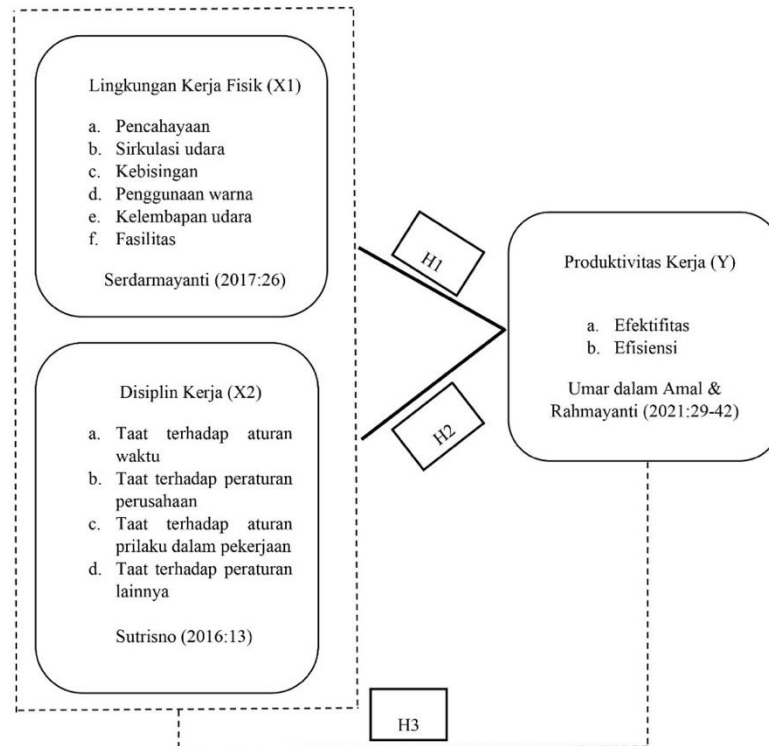 Lingkungan Kerja Fisik (X1)
a. Pencahayaan
b. Sirkulasi udara
c. Kebisingan
d. Penggunaan warna
e. Kelembapan udara
f. Fasilitas
Serdarmayanti (2017:26)
Disiplin Kerja (X2)
a. Taat terhadap aturan
waktu
b. Taat terhadap peraturan
perusahaan
c. Taat terhadap aturan
prilaku dalam pekerjaan
d. Taat terhadap peraturan
lainnya
Sutrisno (2016:13)
H1
H2
Produktivitas Kerja (Y)
a. Efektifitas
b. Efisiensi
Umar dalam Amal &
Rahmayanti (2021:29-42)
H3